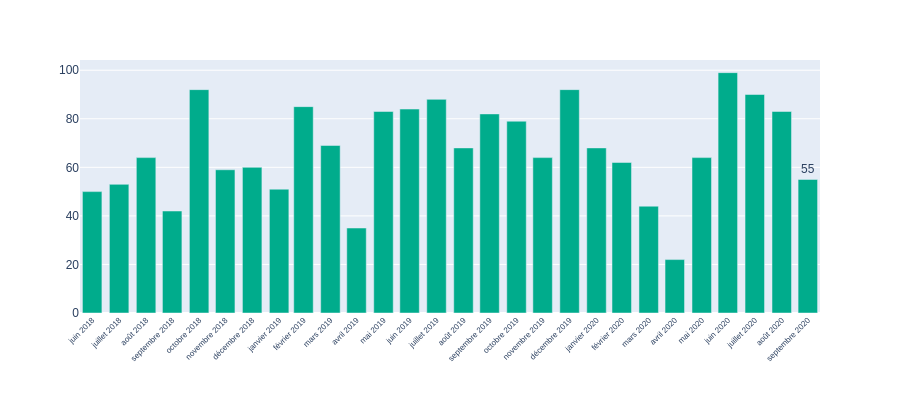 100
80
60
40
20
0
55
juin 2018
juillet 2018
août 2018
septembre 2018
octobre 2018
novembre 2018
décembre 2018
janvier 2019
février 2019
mars 2019
avril 2019
mai 2019
juin 2019
juillet 2019
août 2019
septembre 2019
octobre 2019
novembre 2019
décembre 2019
janvier 2020
février 2020
mars 2020
avril 2020
mai 2020
juin 2020
juillet 2020
août 2020
septembre 2020